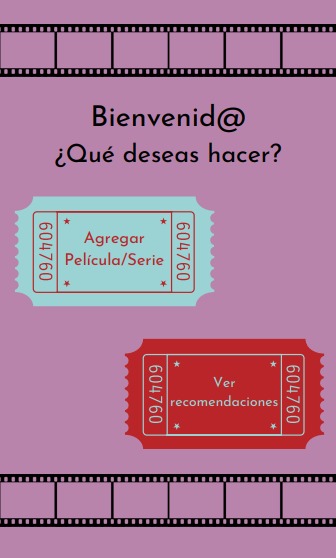 Bienvenid@
¿Qué deseas hacer?
604760
Agregar
Película/Serie
604760
604760
Ver
recomendaciones
604760